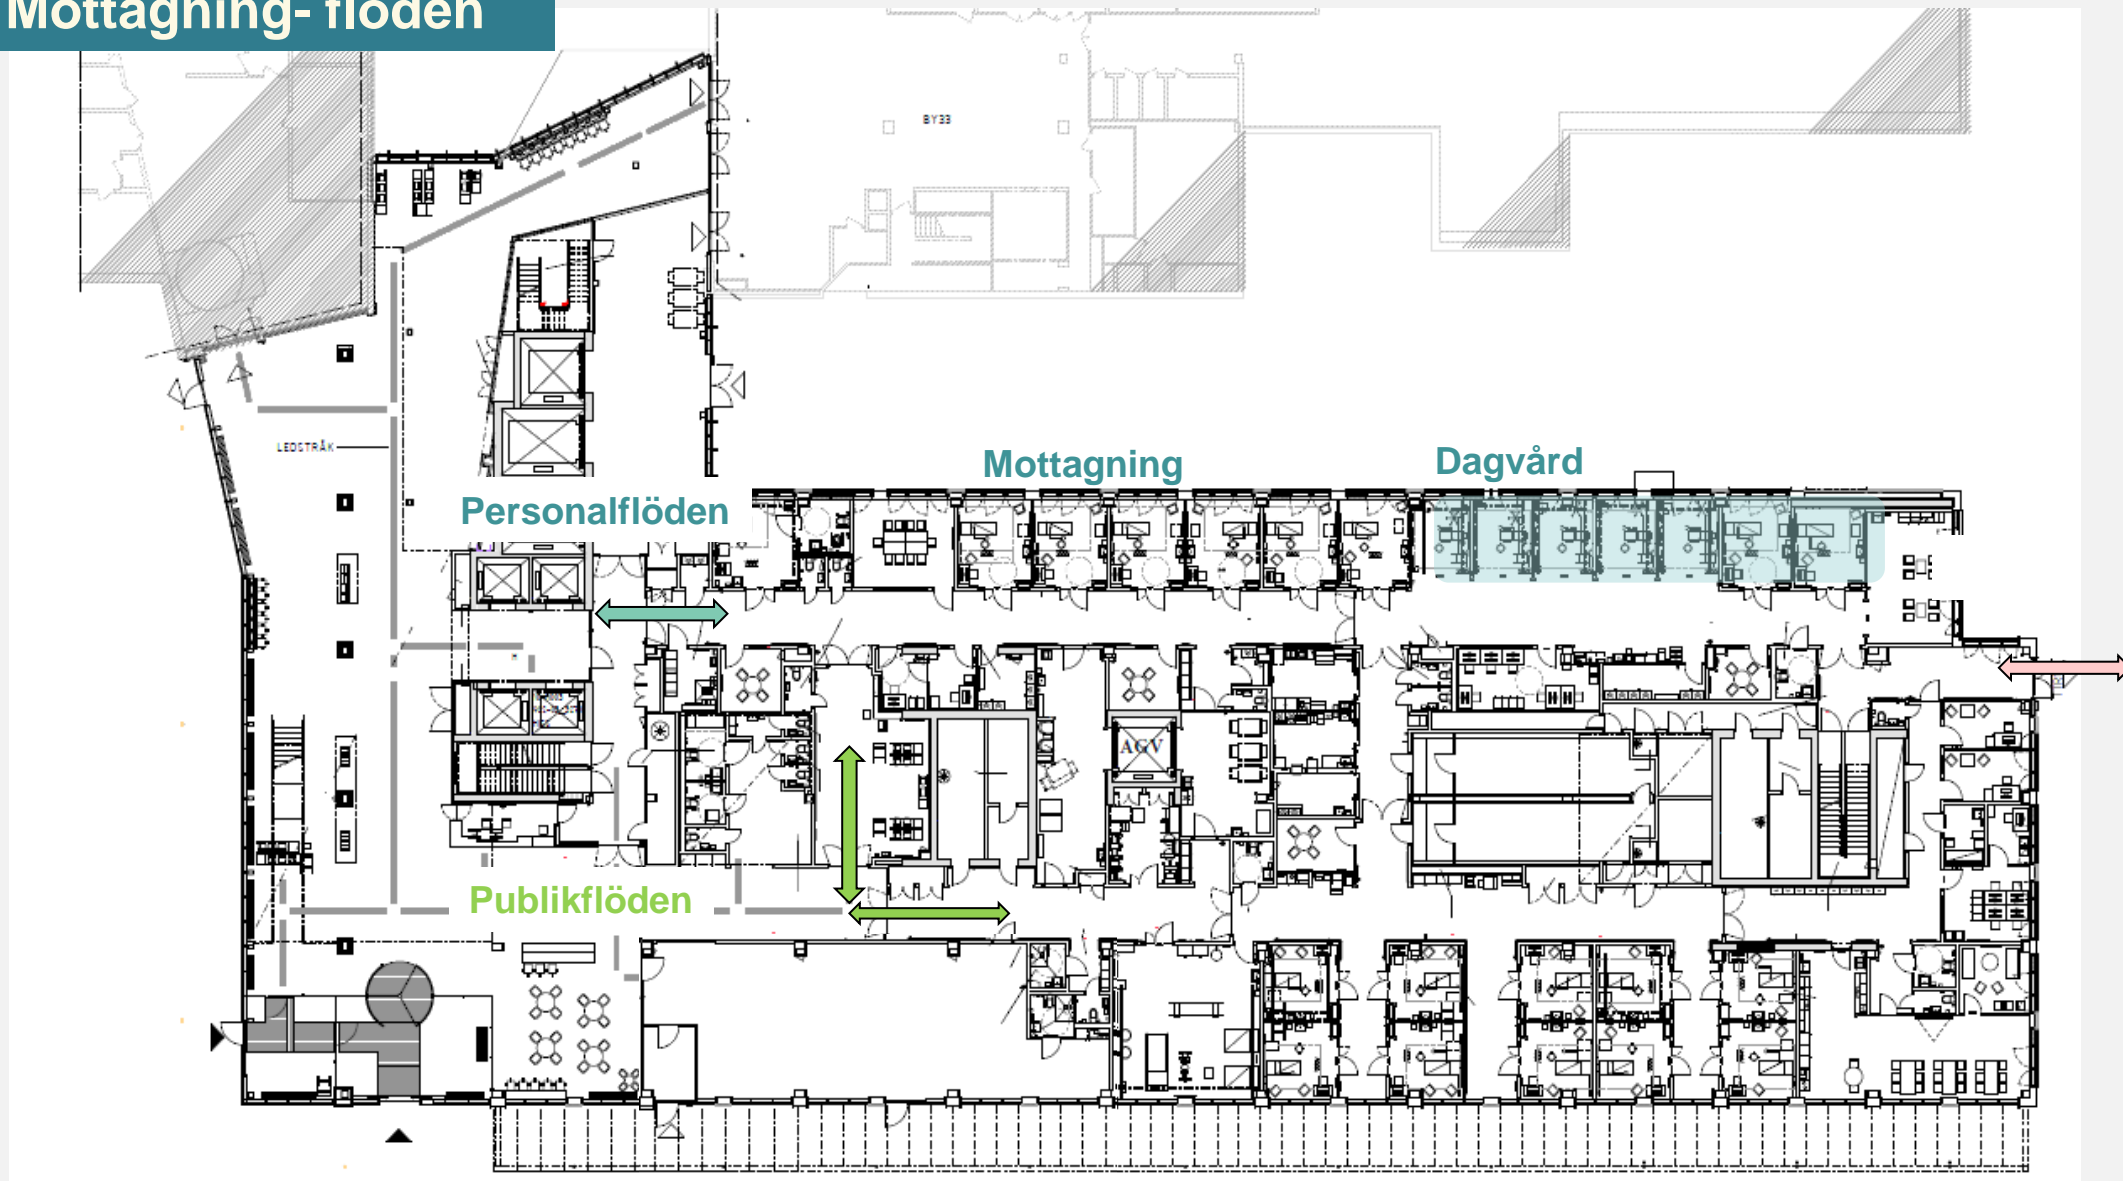 Mottagning- flöden
BY33
LEDSTRÅK
Mottagning
Dagvård
Personalflöden
AGV
Publikflöden